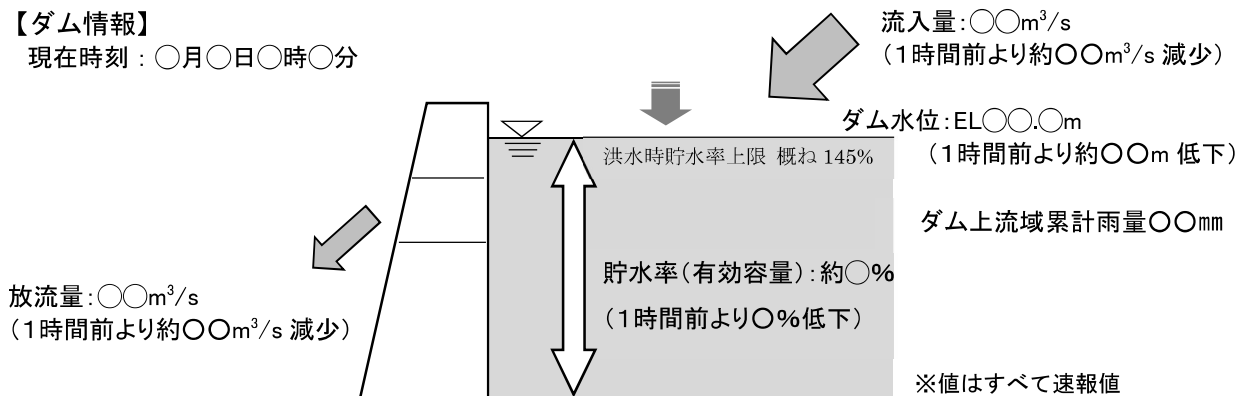 【ダム情報】
現在時刻：○月○日○時○分
流入量：○○m³/s
（1時間前より約○○m³/s 減少）
ダム水位：EL○○.○m
（1時間前より約○○m 低下）
洪水時貯水率上限 概ね 145%
ダム上流域累計雨量○○㎜
貯水率（有効容量）：約○%
（1時間前より○%低下）
放流量：○○m³/s
（1時間前より約○○m³/s 減少）
※値はすべて速報値